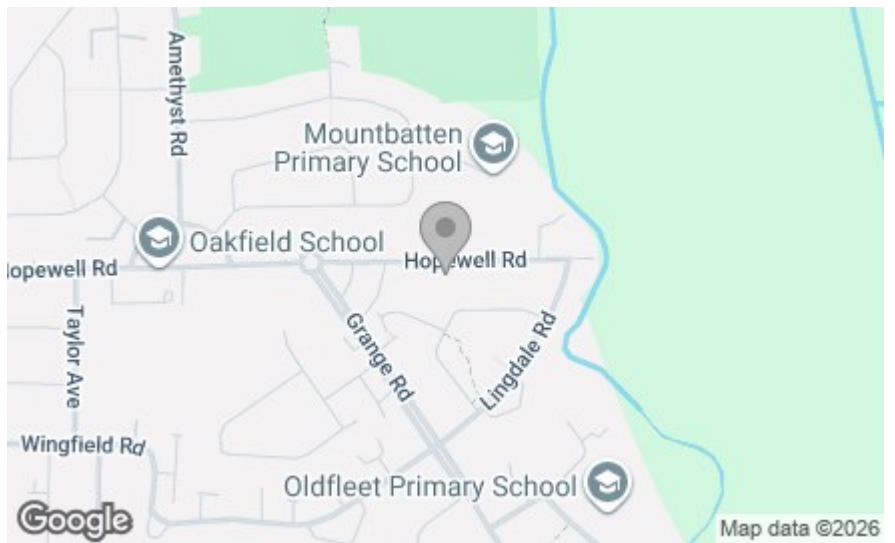 Amethyst Rd
Mountbatten
Primary School
Oakfield School
Hopewell Rd
Hopewell Rd
Taylor Ave
Grange Rd
Lingdale Rd
Wingfield Rd
Oldfleet Primary School
Google
Map data ©2026